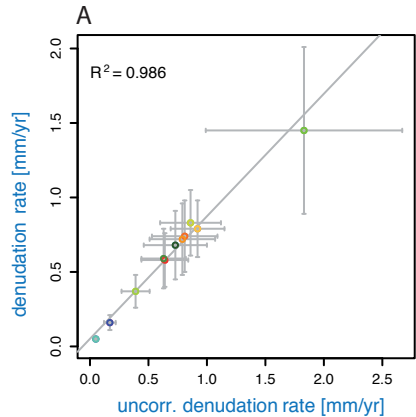 A
R² = 0.986
denudation rate [mm/yr]
2.0
1.5
1.0
0.5
0.0
0.0 0.5 1.0 1.5 2.0 2.5
uncorr. denudation rate [mm/yr]